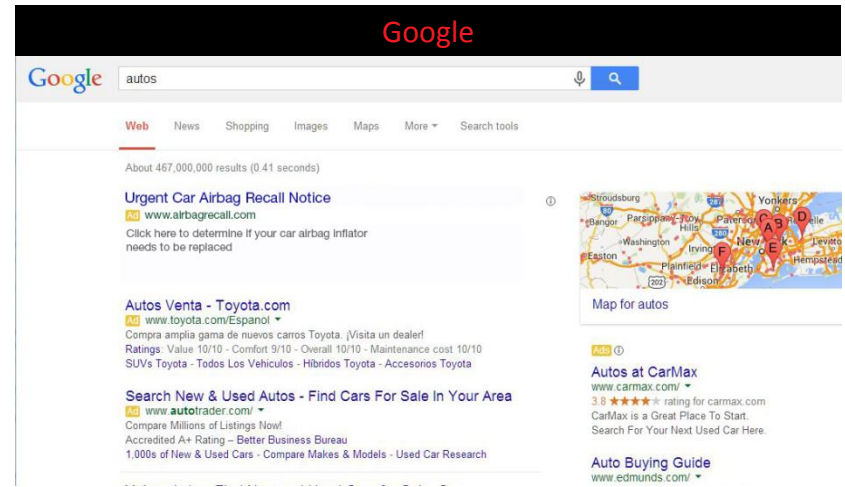 Google
Google
autos
Web News Shopping Images Maps More Search tools
About 467,000,000 results (0.41 seconds)
Urgent Car Airbag Recall Notice
Ad www.airbagrecall.com
Click here to determine if your car airbag inflator
needs to be replaced
Autos Venta - Toyota.com
Ad www.toyota.com/Espanol
Compra amplia gama de nuevos carros Toyota. ¡Visita un dealer!
Ratings: Value 10/10 - Comfort 9/10 - Overall 10/10 - Maintenance cost 10/10
SUVs Toyota - Todos Los Vehiculos - Híbridos Toyota - Accesorios Toyota
Search New & Used Autos - Find Cars For Sale In Your Area
Ad www.autotrader.com/
Compare Millions of Listings Now!
Accredited A+ Rating – Better Business Bureau
1,000s of New & Used Cars - Compare Makes & Models - Used Car Research
Stroudsburg
287
Yonkers
80
Bangor
Parsippany-Troy
Hills
280
Washington
Irving
New
Levitto
Easton
Hempstead
Plainfield
Elizabeth
202
Edison
A
B
D
E
F
Map for autos
Ads
Autos at CarMax
www.carmax.com/
3.8 ★★★★★ rating for carmax.com
CarMax is a Great Place To Start.
Search For Your Next Used Car Here.
Auto Buying Guide
www.edmunds.com/